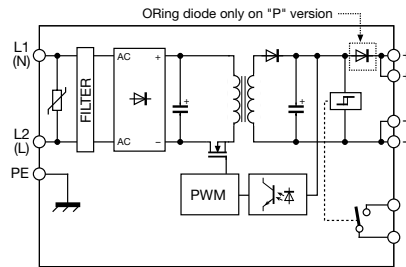 ORing diode only on "P" version
L1
(N)
L2
(L)
PE
FILTER
AC
AC
+
−
+
+
PWM